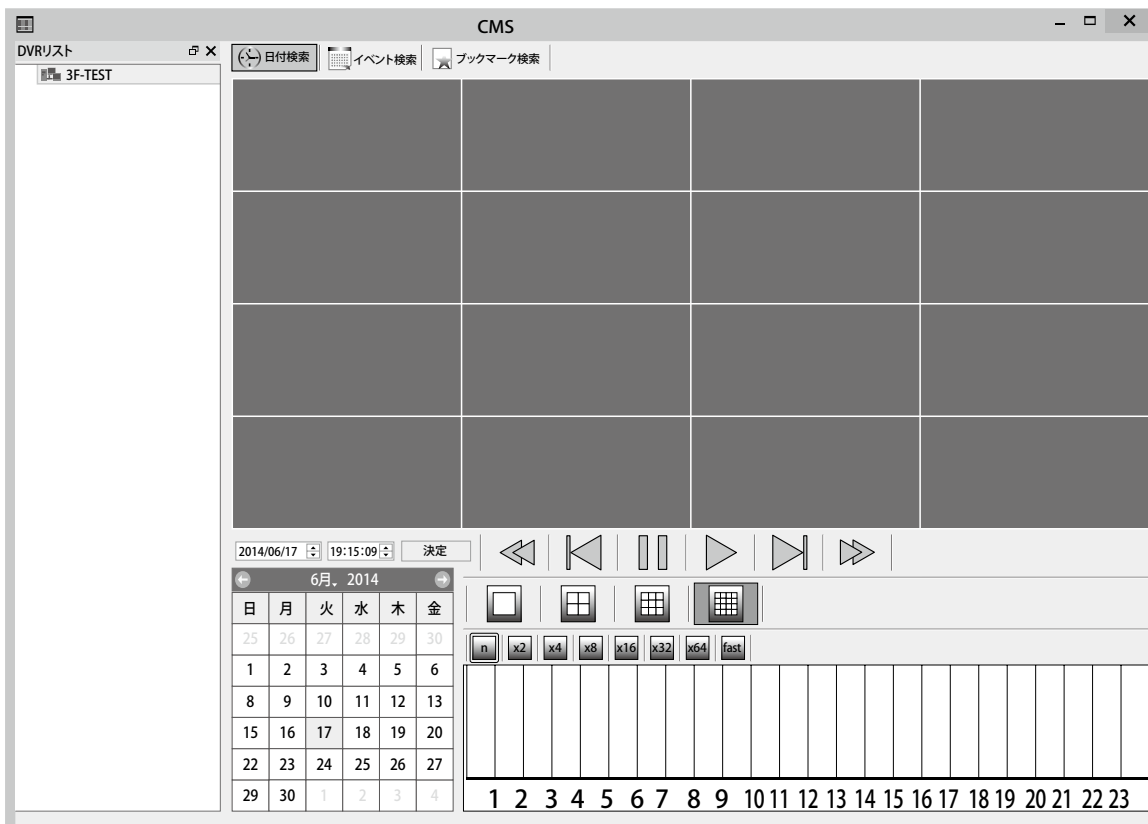 CMS
DVRリスト
3F-TEST
日付検索 イベント検索 ブックマーク検索
2014/06/17 19:15:09 決定
6月, 2014
日 月 火 水 木 金
25 26 27 28 29 30
1 2 3 4 5 6
8 9 10 11 12 13
15 16 17 18 19 20
22 23 24 25 26 27
29 30 1 2 3 4
n x2 x4 x8 x16 x32 x64 fast
1 2 3 4 5 6 7 8 9 10 11 12 13 14 15 16 17 18 19 20 21 22 23